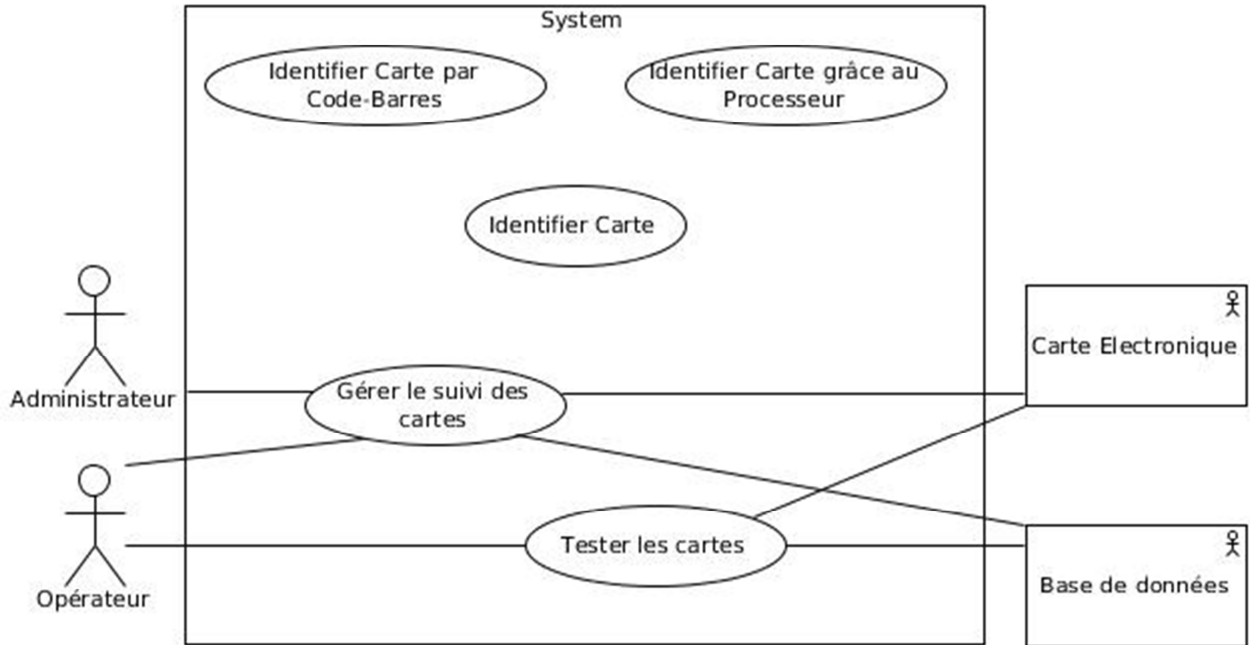 System
Identifier Carte par
Code-Barres
Identifier Carte grâce au
Processeur
Identifier Carte
Carte Electronique
Administrateur
Gérer le suivi des
cartes
Tester les cartes
Base de données
Opérateur